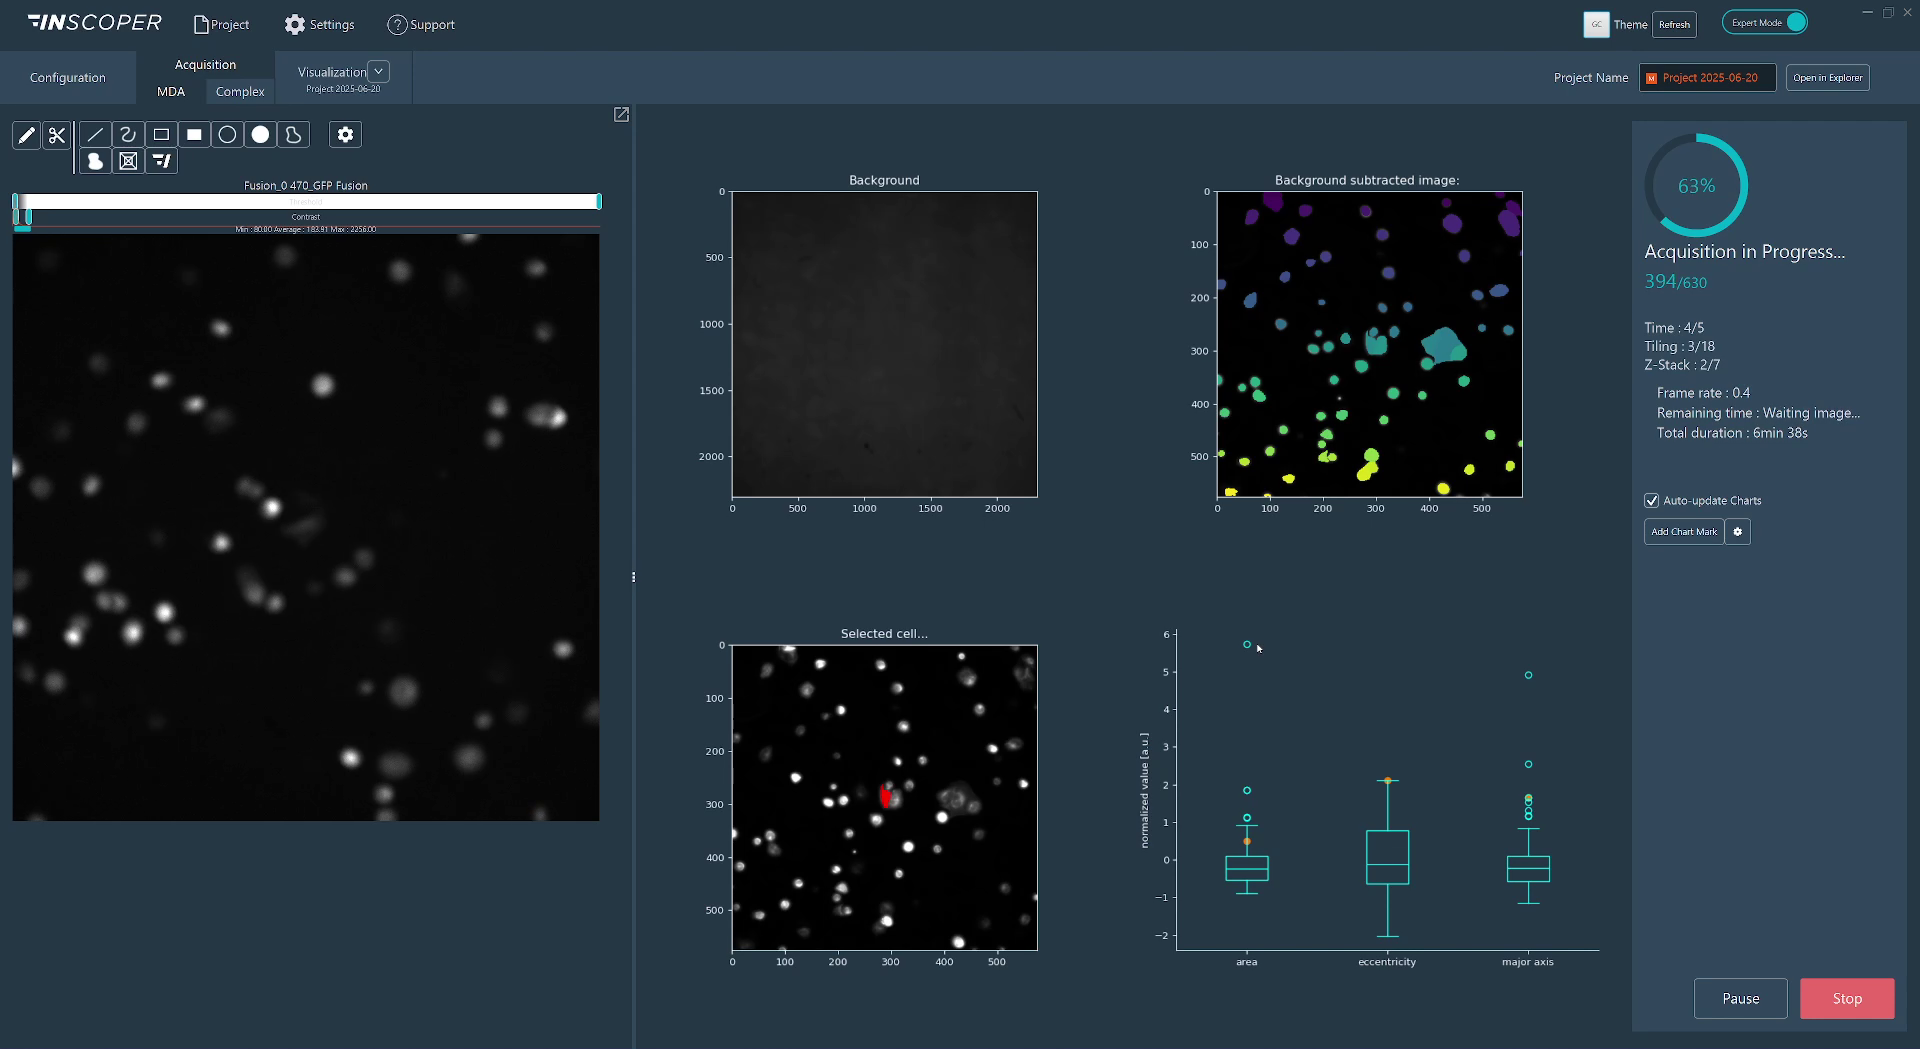 INSCOPER
Project
Settings
? Support
GC
Theme
Refresh
Expert Mode
Configuration
Acquisition
MDA
Complex
Visualization
Project 2025-06-20
Project Name
M Project 2025-06-20
Open in Explorer
Fusion_0 470_GFP Fusion
Threshold
Contrast
Min : 80.00 Average : 183.91 Max : 2256.00
Background
0
500
1000
1500
2000
0 500 1000 1500 2000
Background subtracted image:
0
100
200
300
400
500
0 100 200 300 400 500
Selected cell...
0
100
200
300
400
500
0 100 200 300 400 500
normalized value [a.u.]
6
5
4
3
2
1
0
−1
−2
area eccentricity major axis
63%
Acquisition in Progress...
394/630
Time : 4/5
Tiling : 3/18
Z-Stack : 2/7
Frame rate : 0.4
Remaining time : Waiting image...
Total duration : 6min 38s
Auto-update Charts
Add Chart Mark
Pause
Stop